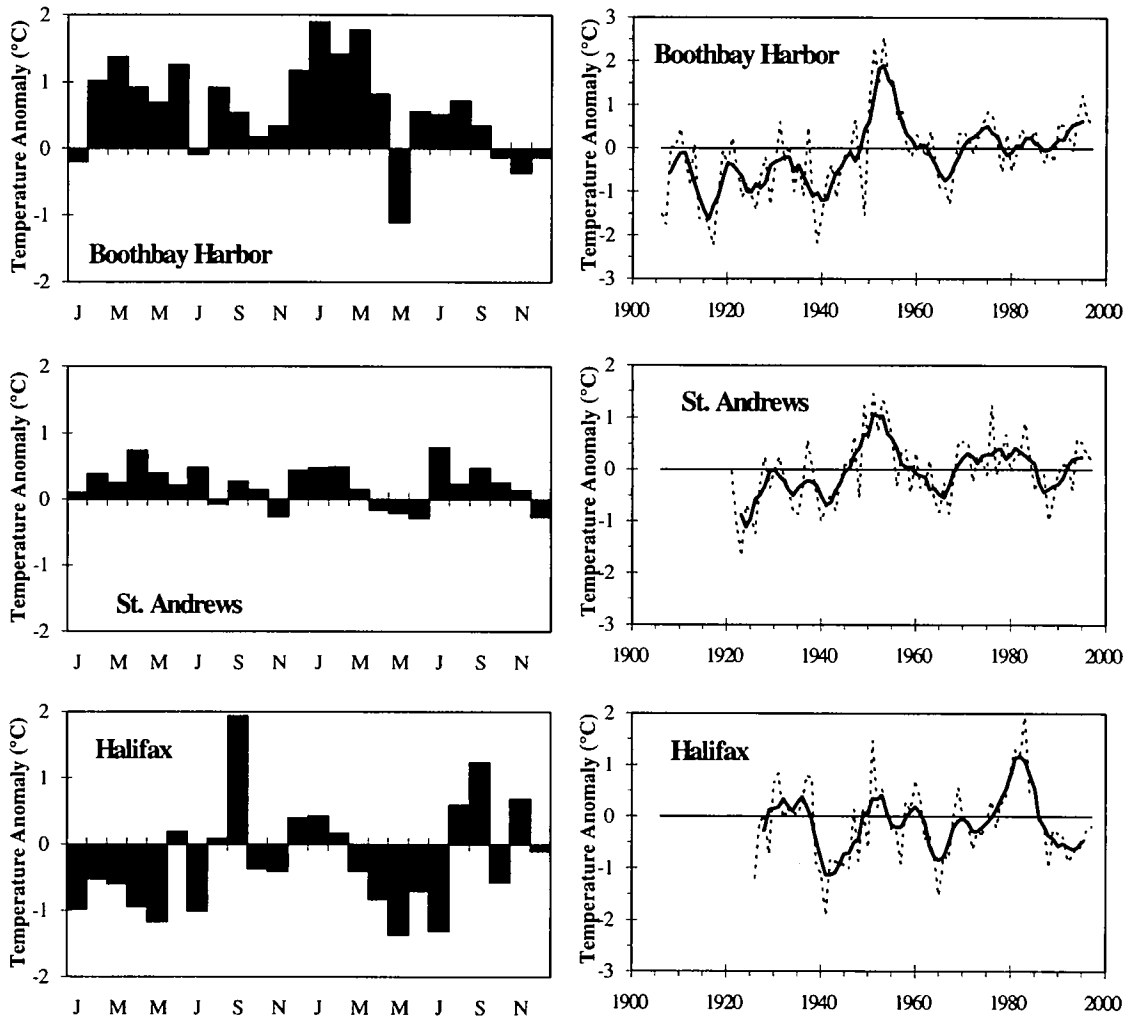 Temperature Anomaly (°C)
2
1
0
-1
-2
Boothbay Harbor
J M M J S N J M M J S N
Temperature Anomaly (°C)
3
2
1
0
-1
-2
-3
Boothbay Harbor
1900 1920 1940 1960 1980 2000
Temperature Anomaly (°C)
2
1
0
-1
-2
St. Andrews
J M M J S N J M M J S N
Temperature Anomaly (°C)
2
1
0
-1
-2
-3
St. Andrews
1900 1920 1940 1960 1980 2000
Temperature Anomaly (°C)
2
1
0
-1
-2
Halifax
J M M J S N J M M J S N
Temperature Anomaly (°C)
2
1
0
-1
-2
-3
Halifax
1900 1920 1940 1960 1980 2000